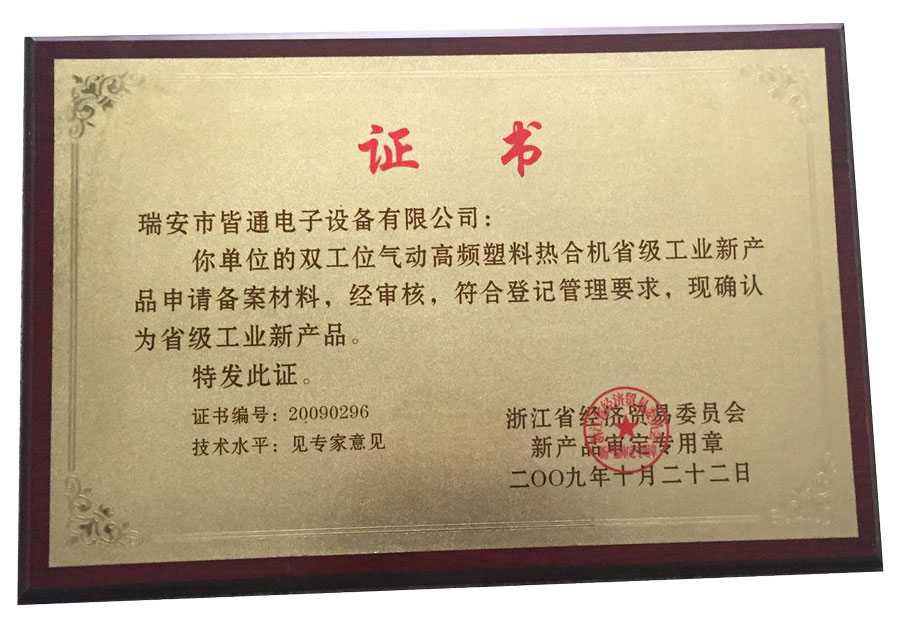 证 书
瑞安市皆通电子设备有限公司：
你单位的双工位气动高频塑料热合机省级工业新产
品申请备案材料，经审核，符合登记管理要求，现确认
为省级工业新产品。
特发此证。
证书编号：20090296
技术水平：见专家意见
浙江省经济贸易委员会
新产品审定专用章
二〇〇九年十月二十二日